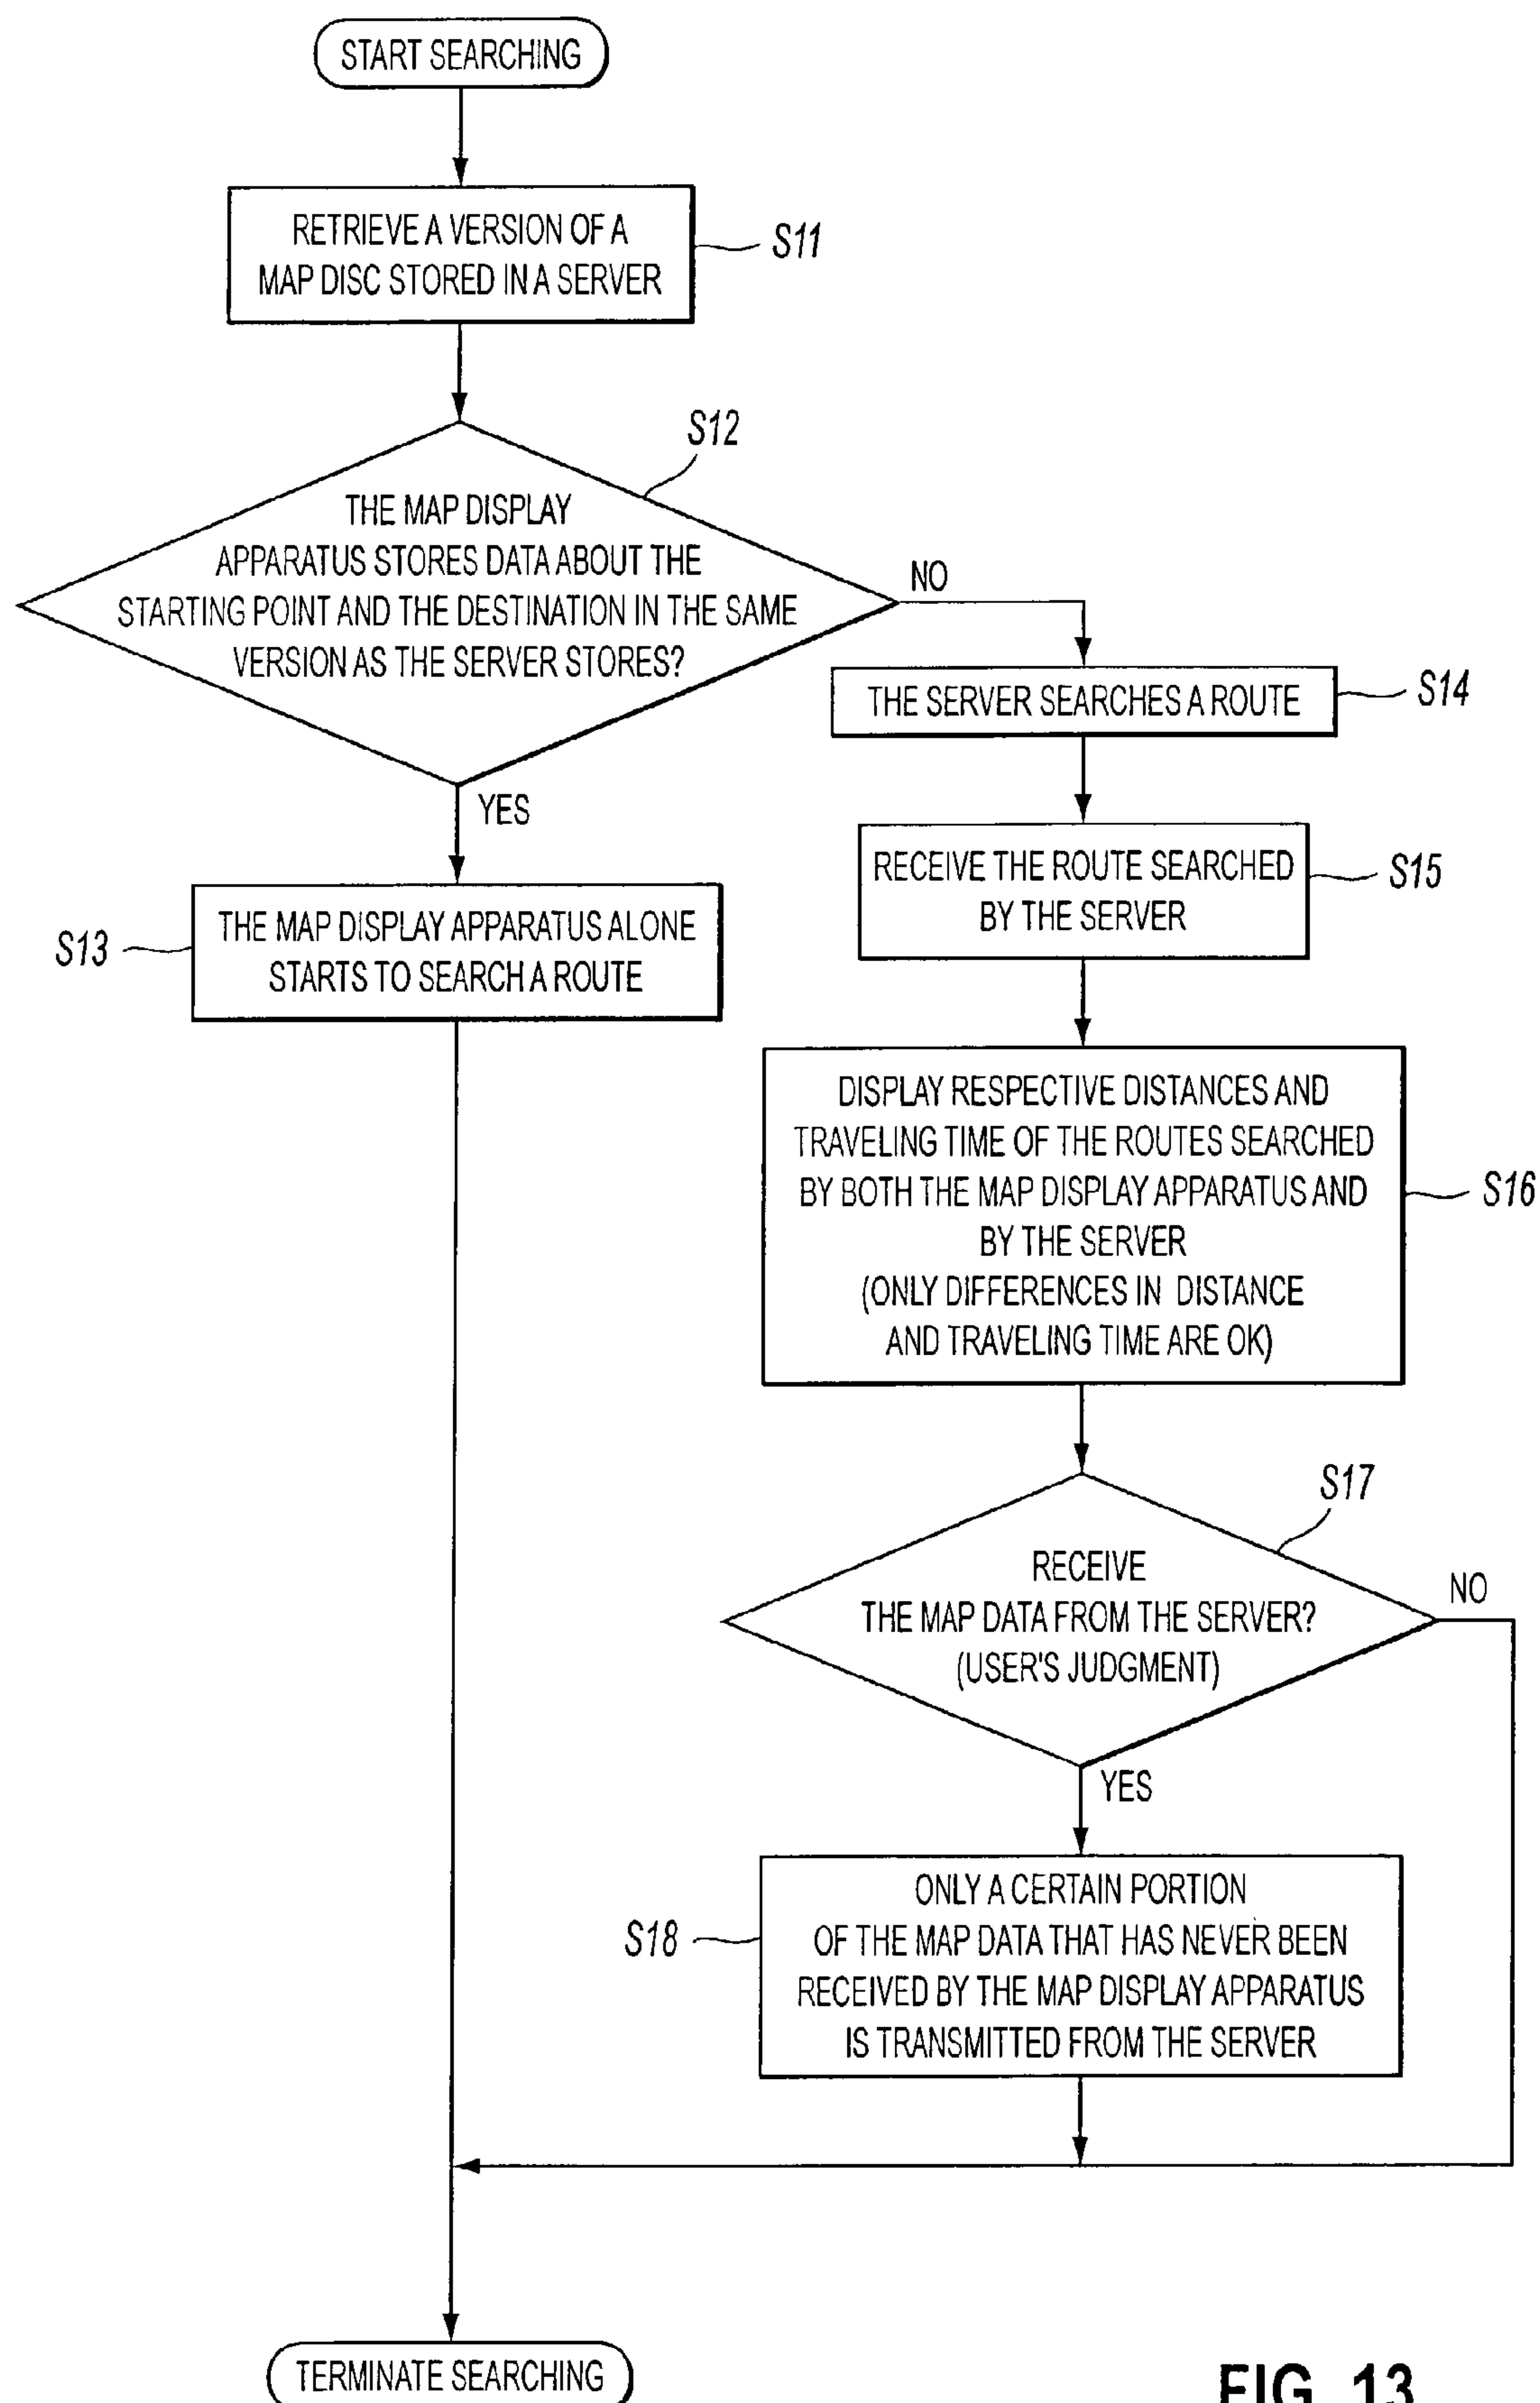 START SEARCHING
RETRIEVE A VERSION OF A
MAP DISC STORED IN A SERVER
S11
S12
THE MAP DISPLAY
APPARATUS STORES DATA ABOUT THE
STARTING POINT AND THE DESTINATION IN THE SAME
VERSION AS THE SERVER STORES?
NO
YES
S13
THE MAP DISPLAY APPARATUS ALONE
STARTS TO SEARCH A ROUTE
THE SERVER SEARCHES A ROUTE
S14
RECEIVE THE ROUTE SEARCHED
BY THE SERVER
S15
DISPLAY RESPECTIVE DISTANCES AND
TRAVELING TIME OF THE ROUTES SEARCHED
BY BOTH THE MAP DISPLAY APPARATUS AND
BY THE SERVER
(ONLY DIFFERENCES IN DISTANCE
AND TRAVELING TIME ARE OK)
S16
S17
RECEIVE
THE MAP DATA FROM THE SERVER?
(USER'S JUDGMENT)
NO
YES
S18
ONLY A CERTAIN PORTION
OF THE MAP DATA THAT HAS NEVER BEEN
RECEIVED BY THE MAP DISPLAY APPARATUS
IS TRANSMITTED FROM THE SERVER
TERMINATE SEARCHING
FIG. 13